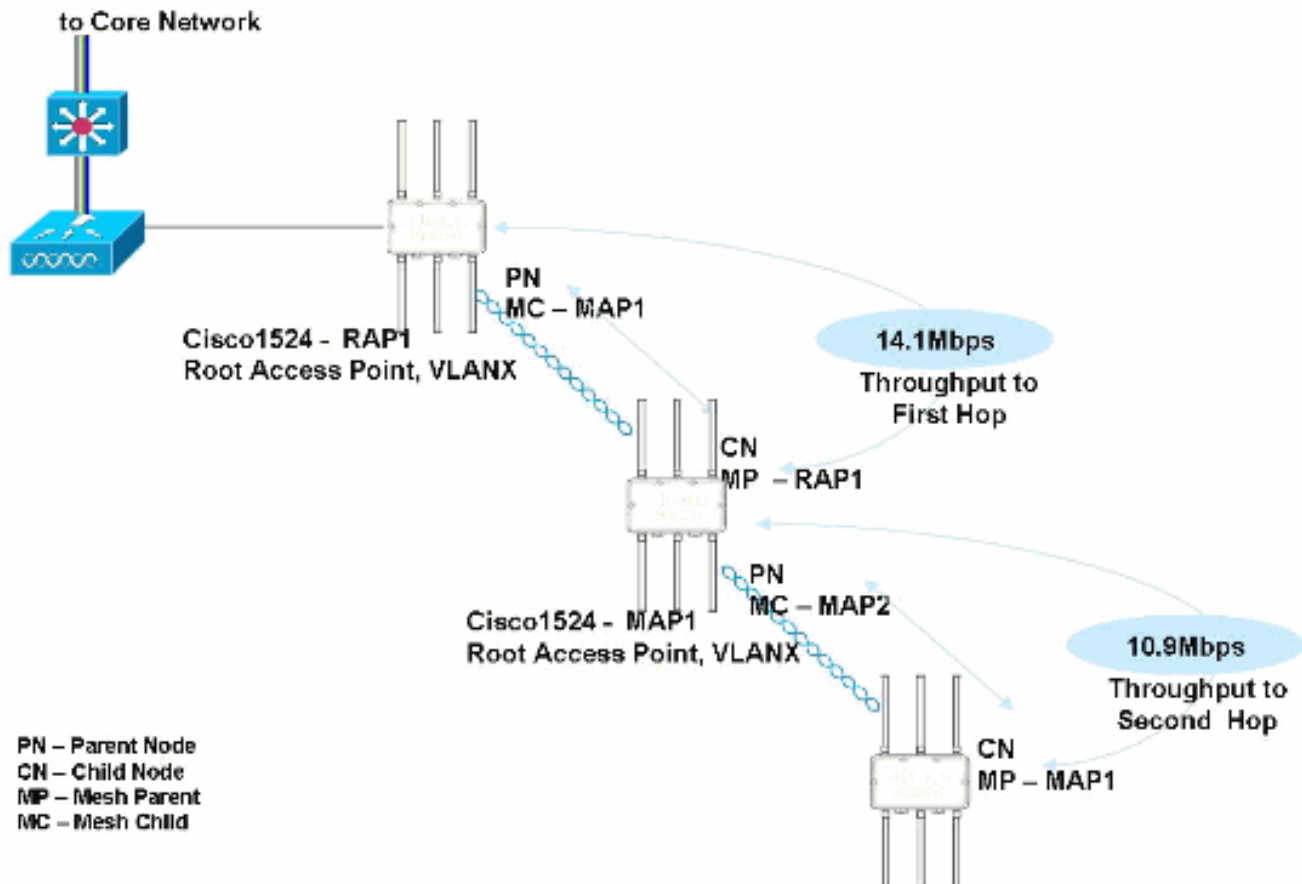 to Core Network
PN
MC – MAP1
Cisco1524 - RAP1
Root Access Point, VLANX
14.1Mbps
Throughput to
First Hop
CN
MP – RAP1
PN
MC – MAP2
Cisco1524 - MAP1
Root Access Point, VLANX
10.9Mbps
Throughput to
Second Hop
CN
MP – MAP1
PN – Parent Node
CN – Child Node
MP – Mesh Parent
MC – Mesh Child